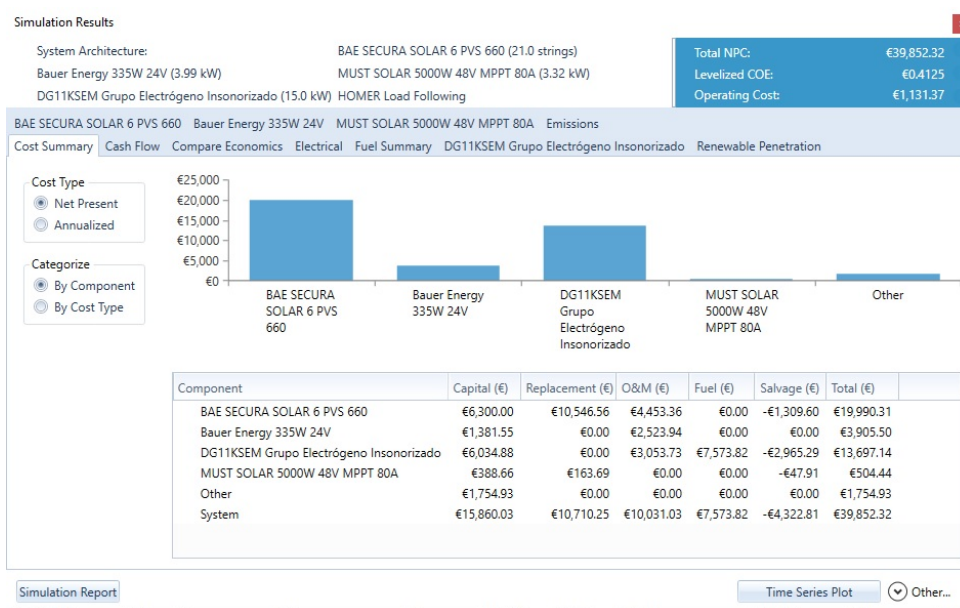 Simulation Results
System Architecture: BAE SECURA SOLAR 6 PVS 660 (21.0 strings)
Bauer Energy 335W 24V (3.99 kW) MUST SOLAR 5000W 48V MPPT 80A (3.32 kW)
DG11KSEM Grupo Electrógeno Insonorizado (15.0 kW) HOMER Load Following
Total NPC: €39,852.32
Levelized COE: €0.4125
Operating Cost: €1,131.37
BAE SECURA SOLAR 6 PVS 660 Bauer Energy 335W 24V MUST SOLAR 5000W 48V MPPT 80A Emissions
Cost Summary Cash Flow Compare Economics Electrical Fuel Summary DG11KSEM Grupo Electrógeno Insonorizado Renewable Penetration
Cost Type
Net Present
Annualized
Categorize
By Component
By Cost Type
€25,000
€20,000
€15,000
€10,000
€5,000
€0
BAE SECURA
SOLAR 6 PVS
660
Bauer Energy
335W 24V
DG11KSEM
Grupo
Electrógeno
Insonorizado
MUST SOLAR
5000W 48V
MPPT 80A
Other
Component Capital (€) Replacement (€) O&M (€) Fuel (€) Salvage (€) Total (€)
BAE SECURA SOLAR 6 PVS 660 €6,300.00 €10,546.56 €4,453.36 €0.00 -€1,309.60 €19,990.31
Bauer Energy 335W 24V €1,381.55 €0.00 €2,523.94 €0.00 €0.00 €3,905.50
DG11KSEM Grupo Electrógeno Insonorizado €6,034.88 €0.00 €3,053.73 €7,573.82 -€2,965.29 €13,697.14
MUST SOLAR 5000W 48V MPPT 80A €388.66 €163.69 €0.00 €0.00 -€47.91 €504.44
Other €1,754.93 €0.00 €0.00 €0.00 €0.00 €1,754.93
System €15,860.03 €10,710.25 €10,031.03 €7,573.82 -€4,322.81 €39,852.32
Simulation Report
Time Series Plot
Other...